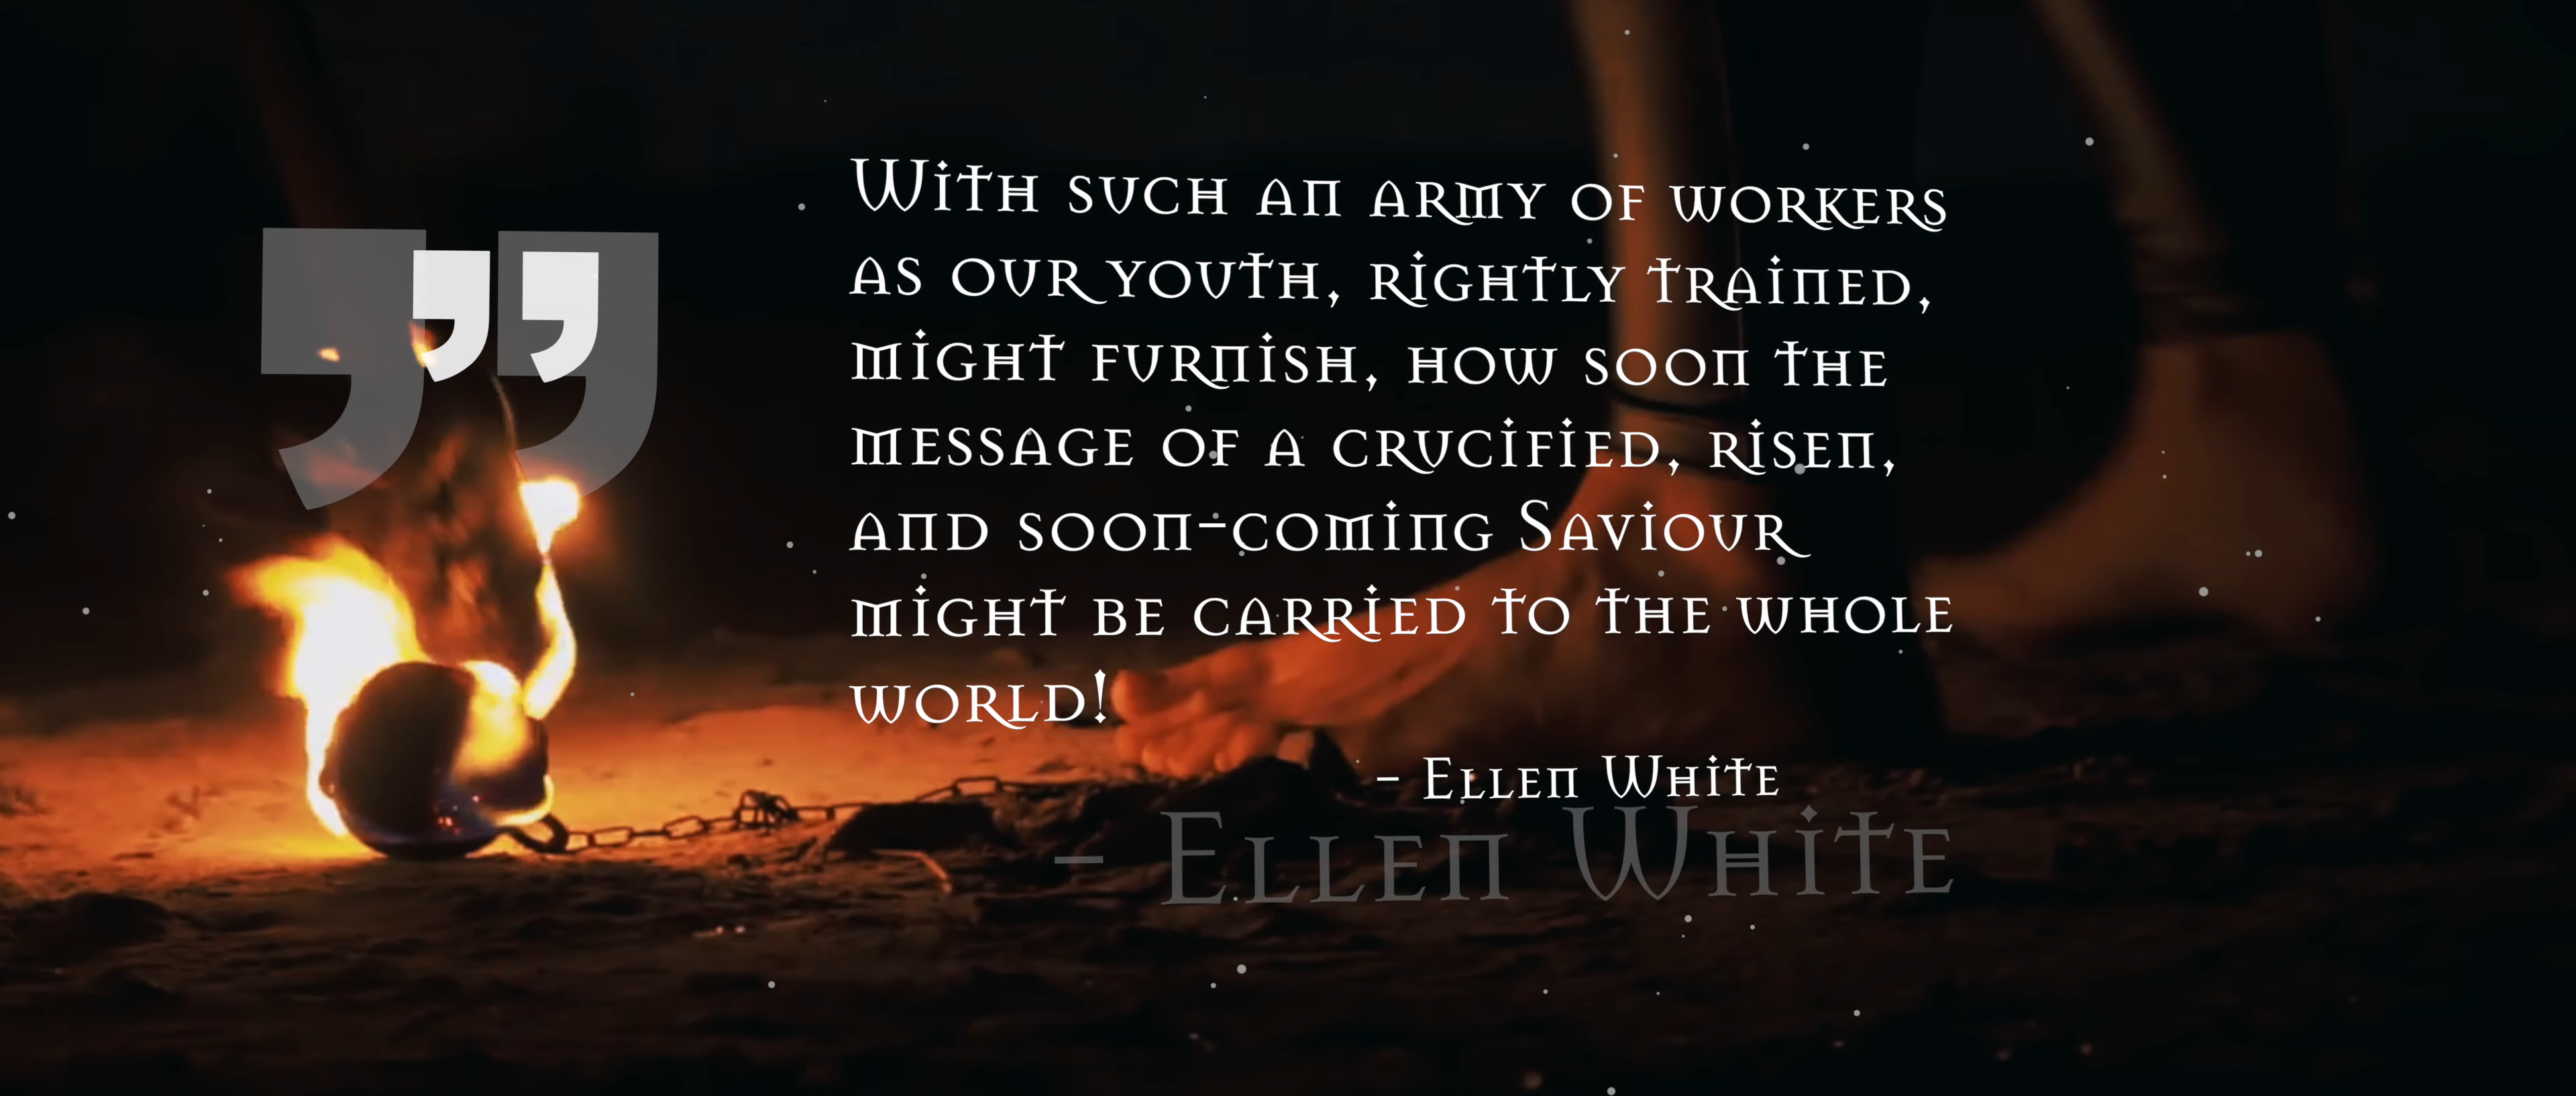 With such an army of workers
as our youth, rightly trained,
might furnish, how soon the
message of a crucified, risen,
and soon-coming Saviour
might be carried to the whole
world!
- Ellen White
- Ellen White